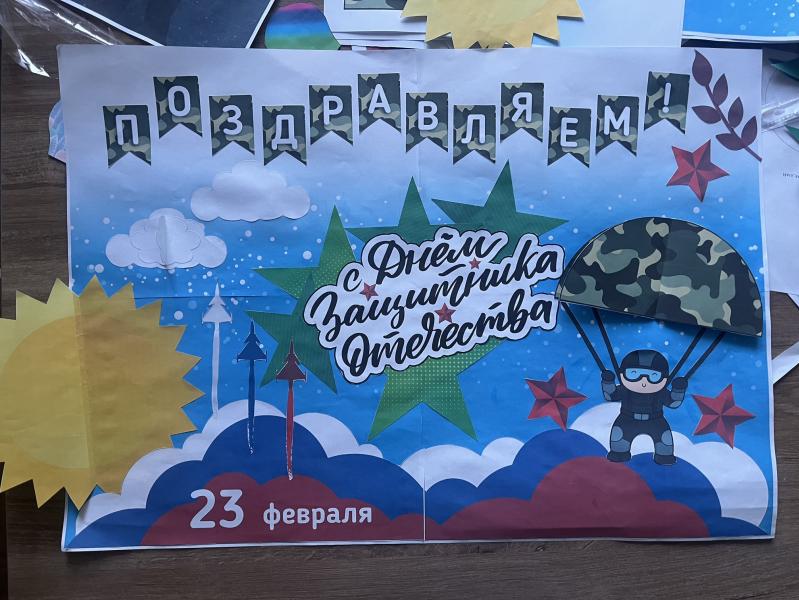 ПОЗДРАВЛЯЕМ!
с Днём
Защитника
Отечества
23 февраля